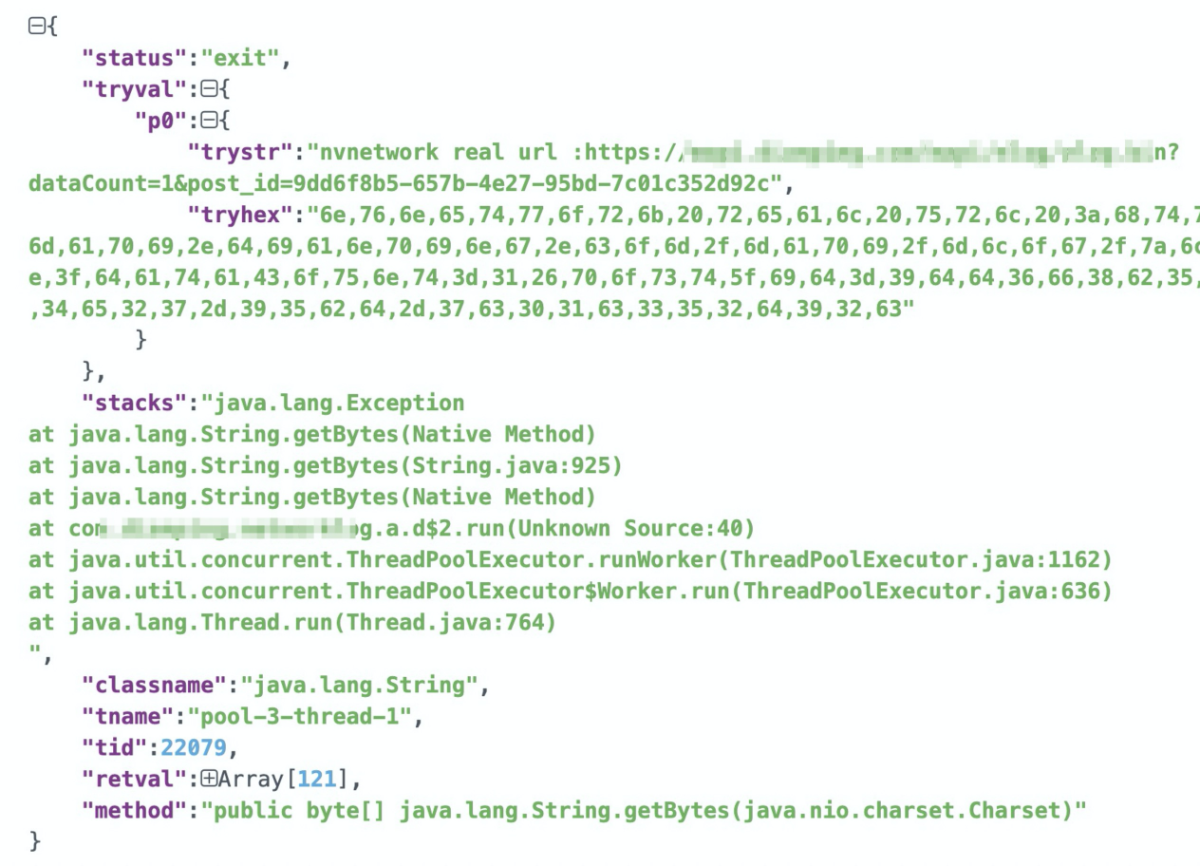 {
"status":"exit",
"tryval":{
"p0":{
"trystr":"nvnetwork real url :https:// n?
dataCount=1&post_id=9dd6f8b5-657b-4e27-95bd-7c01c352d92c",
"tryhex":"6e,76,6e,65,74,77,6f,72,6b,20,72,65,61,6c,20,75,72,6c,20,3a,68,74,7
6d,61,70,69,2e,64,69,61,6e,70,69,6e,67,2e,63,6f,6d,2f,6d,61,70,69,2f,6d,6c,6f,67,2f,7a,6c
e,3f,64,61,74,61,43,6f,75,6e,74,3d,31,26,70,6f,73,74,5f,69,64,3d,39,64,64,36,66,38,62,35,
,34,65,32,37,2d,39,35,62,64,2d,37,63,30,31,63,33,35,32,64,39,32,63"
}
},
"stacks":"java.lang.Exception
at java.lang.String.getBytes(Native Method)
at java.lang.String.getBytes(String.java:925)
at java.lang.String.getBytes(Native Method)
at g.a.d$2.run(Unknown Source:40)
at java.util.concurrent.ThreadPoolExecutor.runWorker(ThreadPoolExecutor.java:1162)
at java.util.concurrent.ThreadPoolExecutor$Worker.run(ThreadPoolExecutor.java:636)
at java.lang.Thread.run(Thread.java:764)
",
"classname":"java.lang.String",
"tname":"pool-3-thread-1",
"tid":22079,
"retval":Array[121],
"method":"public byte[] java.lang.String.getBytes(java.nio.charset.Charset)"
}